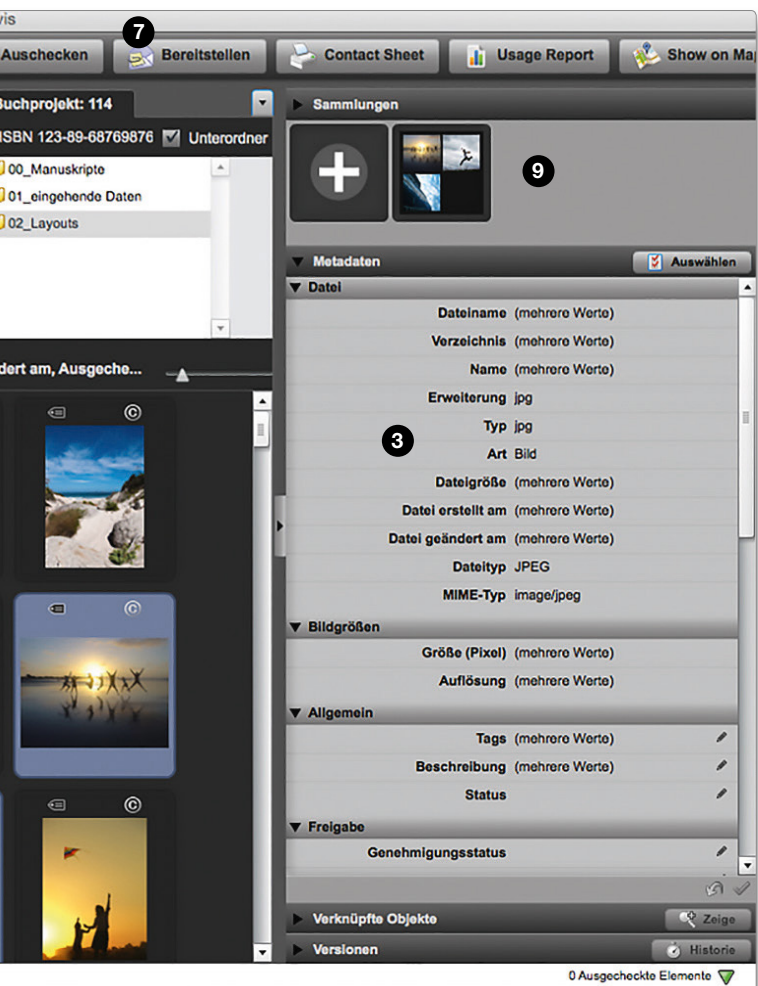 vis
7
Auschecken Bereitstellen Contact Sheet Usage Report Show on Ma
Buchprojekt: 114
ISBN 123-89-68769876 Unterordner
00_Manuskripte
01_eingehende Daten
02_Layouts
dert am, Ausgeche...
©
©
©
Sammlungen
9
Metadaten Auswählen
Datei
Dateiname (mehrere Werte)
Verzeichnis (mehrere Werte)
Name (mehrere Werte)
Erweiterung jpg
Typ jpg
3
Art Bild
Dateigröße (mehrere Werte)
Datei erstellt am (mehrere Werte)
Datei geändert am (mehrere Werte)
Dateityp JPEG
MIME-Typ image/jpeg
Bildgrößen
Größe (Pixel) (mehrere Werte)
Auflösung (mehrere Werte)
Allgemein
Tags (mehrere Werte)
Beschreibung (mehrere Werte)
Status
Freigabe
Genehmigungsstatus
Verknüpfte Objekte Zeige
Versionen Historie
0 Ausgecheckte Elemente